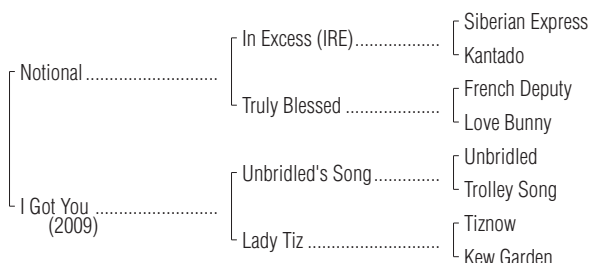 Siberian Express
In Excess (IRE)..................
Kantado
Notional ...........................
French Deputy
Truly Blessed ....................
Love Bunny
Unbridled
Unbridled's Song..............
Trolley Song
I Got You ..........................
(2009)
Tiznow
Lady Tiz ............................
Kew Garden